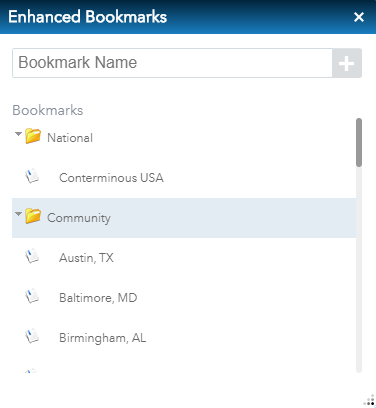 Enhanced Bookmarks
Bookmark Name
Bookmarks
National
Conterminous USA
Community
Austin, TX
Baltimore, MD
Birmingham, AL